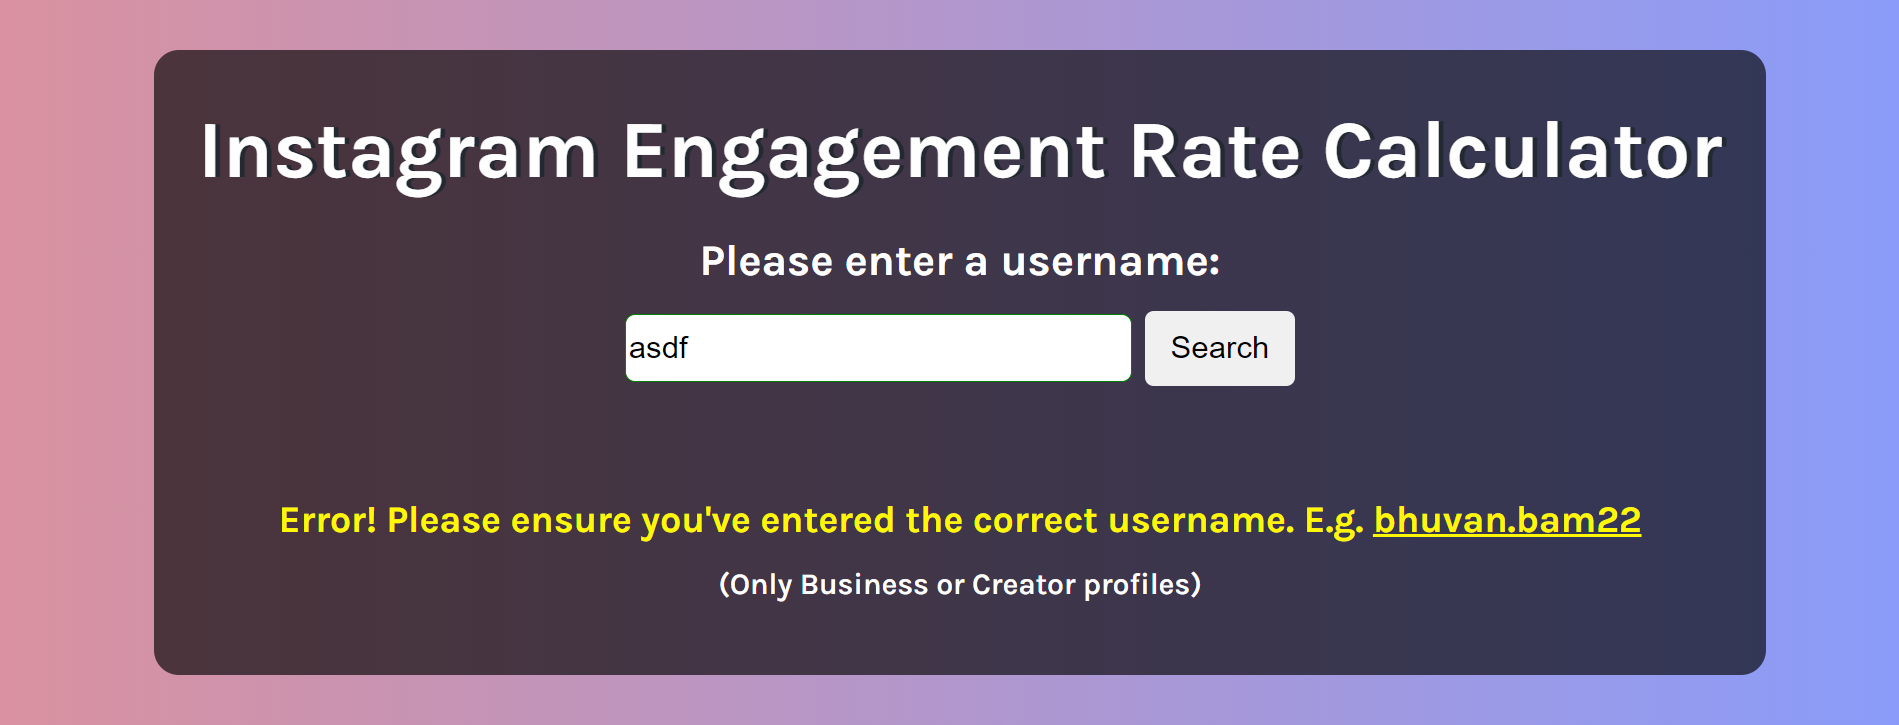 Instagram Engagement Rate Calculator
Please enter a username:
asdf
Search
Error! Please ensure you've entered the correct username. E.g. bhuvan.bam22
(Only Business or Creator profiles)